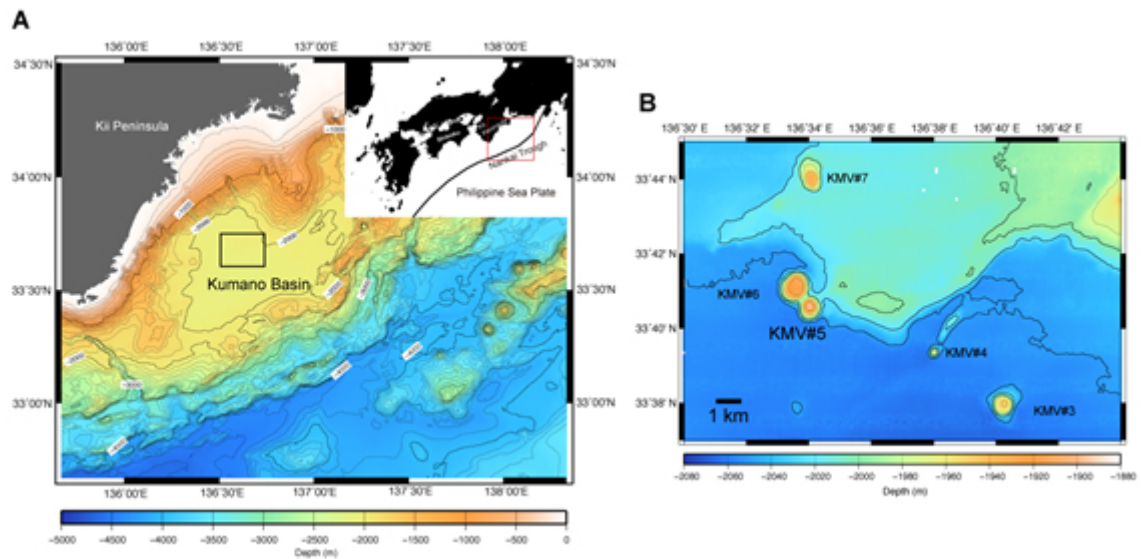 A
136°00'E 136°30'E 137°00'E 137°30'E 138°00'E
34°30'N 34°30'N
Kii Peninsula
Nankai Trough
Philippine Sea Plate
34°00'N 34°00'N
Kumano Basin
33°30'N 33°30'N
33°00'N 33°00'N
136°00'E 136°30'E 137°00'E 137°30'E 138°00'E
-5000 -4500 -4000 -3500 -3000 -2500 -2000 -1500 -1000 -500 0
Depth (m)
B
136°30' E 136°34' E 136°38' E 136°40' E 136°42' E
33°44' N
KMV#7
33°42' N
KMV#6
KMV#5
33°40' N
KMV#4
33°38' N
1 km
KMV#3
-2080 -2060 -2040 -2020 -2000 -1980 -1960 -1940 -1920 -1900 -1880
Depth (m)